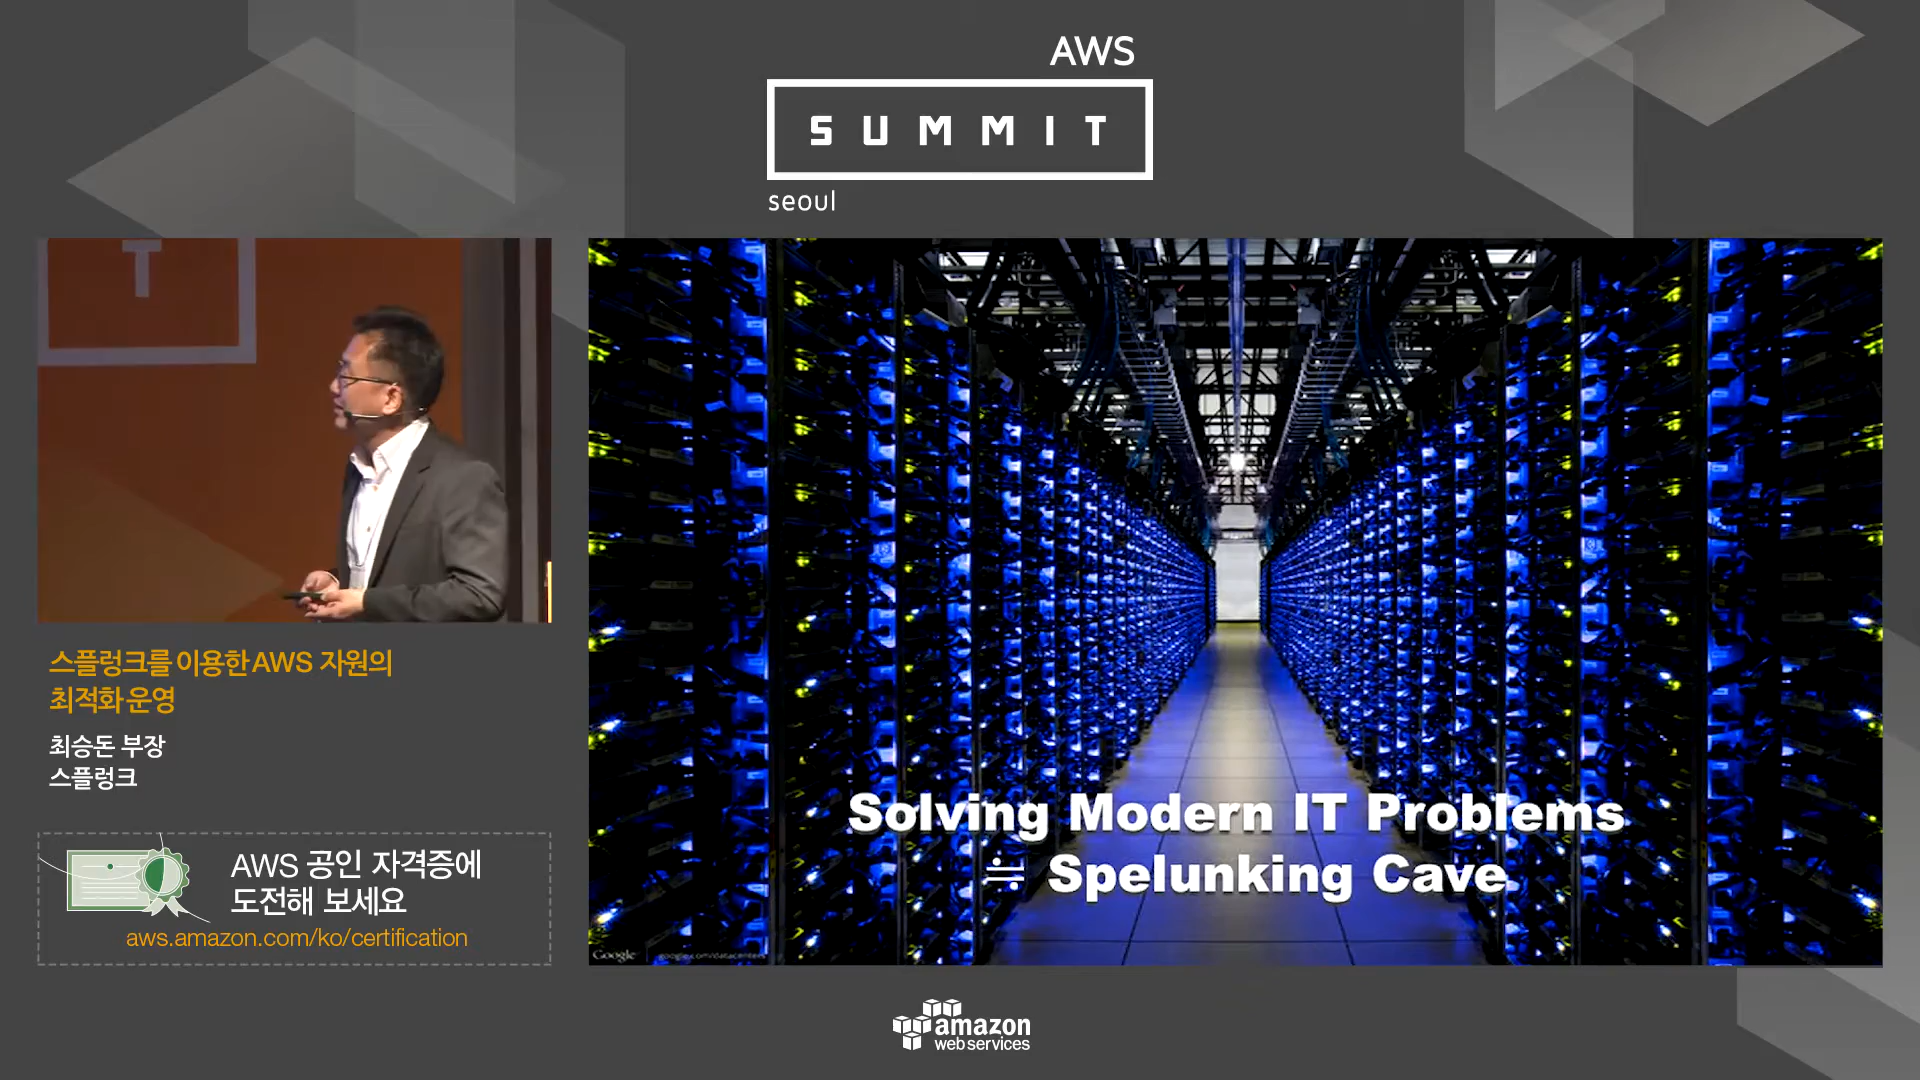 AWS
SUMMIT
seoul
T
스플렁크를 이용한 AWS 자원의
최적화 운영
최승돈 부장
스플렁크
AWS 공인 자격증에
도전해 보세요
aws.amazon.com/ko/certification
Solving Modern IT Problems
≒ Spelunking Cave
Google
google.com/datacenters
amazon
web services